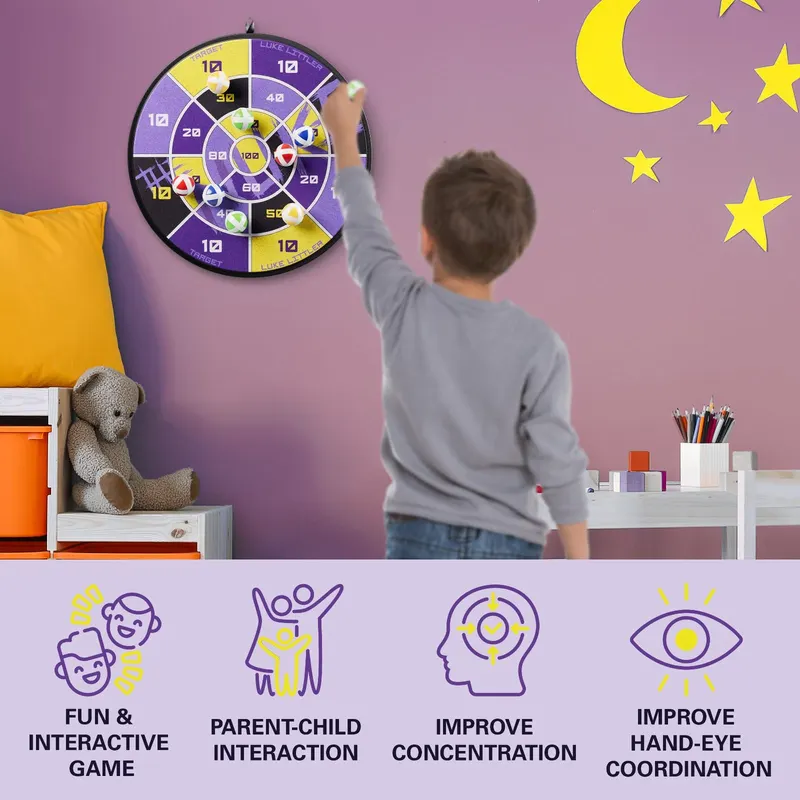 TARGET
LUKE LITTLER
10
10
30
40
10
20
80
100
60
20
10
40
50
10
10
TARGET
LUKE LITTLER
FUN &
INTERACTIVE
GAME
PARENT-CHILD
INTERACTION
IMPROVE
CONCENTRATION
IMPROVE
HAND-EYE
COORDINATION